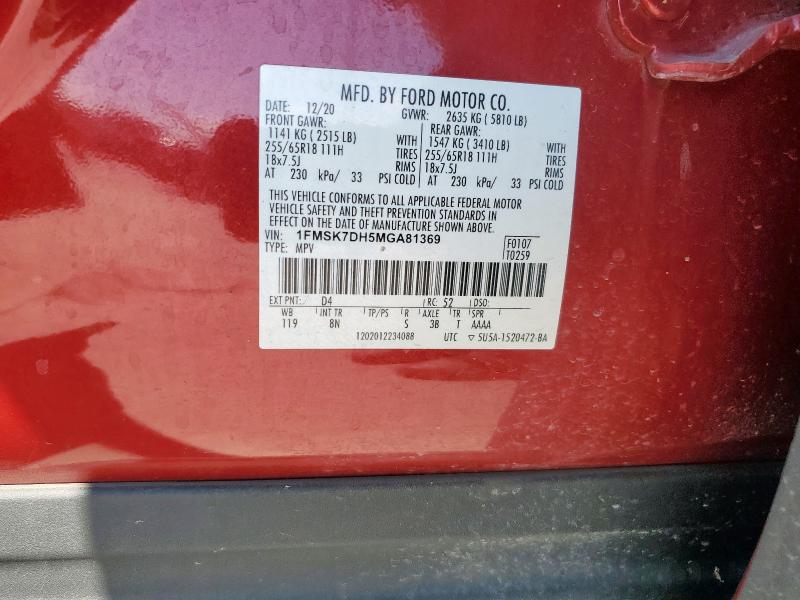 MFD. BY FORD MOTOR CO.
DATE: 12/20 GVWR: 2635 KG ( 5810 LB)
FRONT GAWR: REAR GAWR:
1141 KG ( 2515 LB) WITH 1547 KG ( 3410 LB) WITH
255/65R18 111H TIRES 255/65R18 111H TIRES
18x7.5J RIMS 18x7.5J RIMS
AT 230 kPa/ 33 PSI COLD AT 230 kPa/ 33 PSI COLD
THIS VEHICLE CONFORMS TO ALL APPLICABLE FEDERAL MOTOR
VEHICLE SAFETY AND THEFT PREVENTION STANDARDS IN
EFFECT ON THE DATE OF MANUFACTURE SHOWN ABOVE.
VIN: 1FMSK7DH5MGA81369 F0107
TYPE: MPV T0259
EXT PNT: D4 RC: 52 DSO:
WB INT TR TP/PS R AXLE TR SPR
119 8N S 3B T AAAA
1202012234088 UTC ▽ 5U5A-1520472-BA